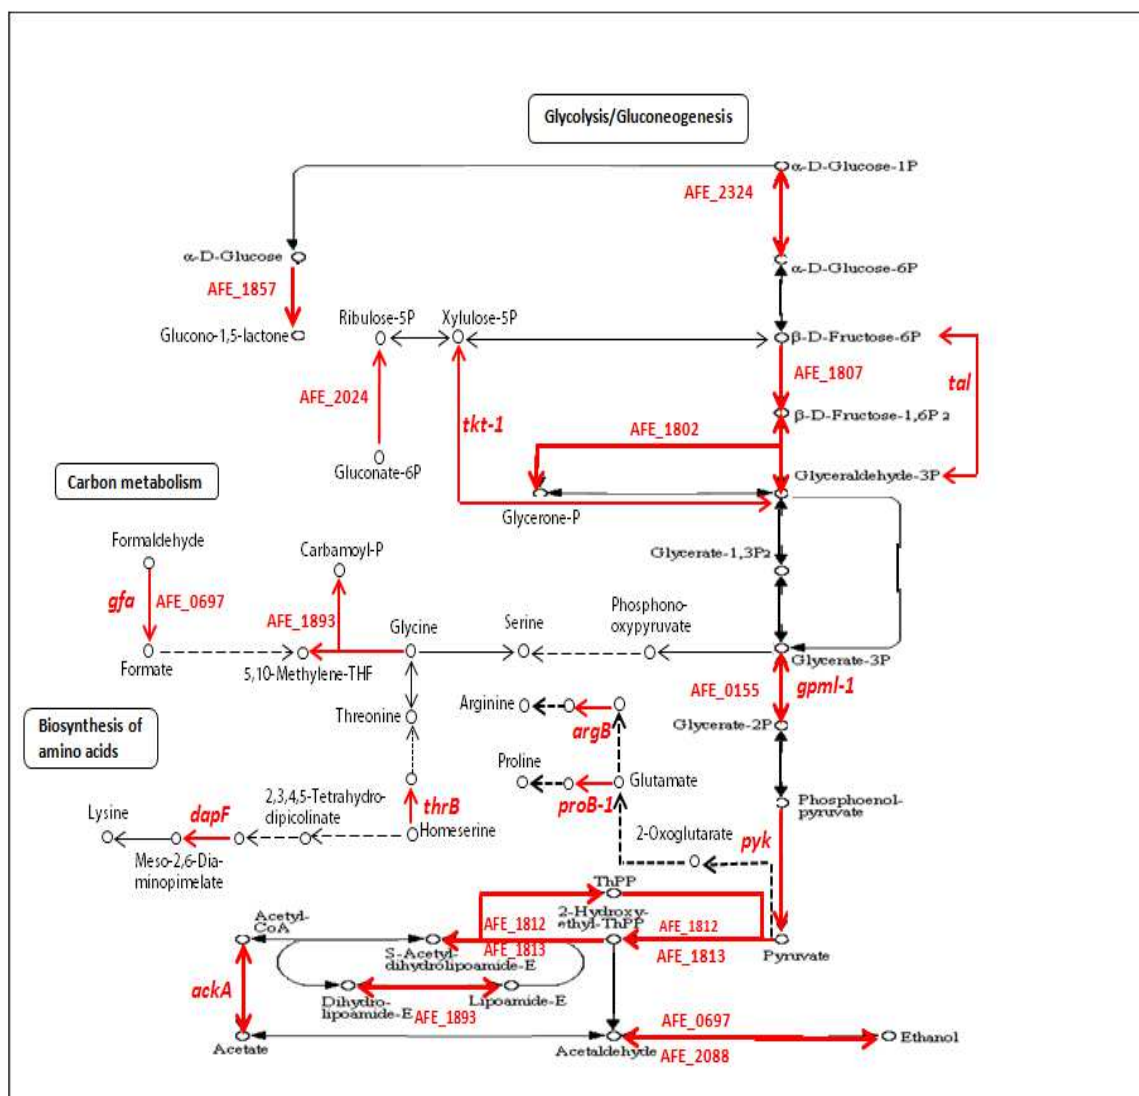 Glycolysis/Gluconeogenesis
α-D-Glucose-1P
AFE_2324
α-D-Glucose
α-D-Glucose-6P
AFE_1857
Ribulose-5P
Xylulose-5P
Glucono-1,5-lactone
β-D-Fructose-6P
AFE_1807
tal
AFE_2024
tkt-1
β-D-Fructose-1,6P2
AFE_1802
Gluconate-6P
Glyceraldehyde-3P
Carbon metabolism
Glycerone-P
Formaldehyde
Carbamoyl-P
Glycerate-1,3P2
gfa
AFE_0697
AFE_1893
Glycine
Serine
Phosphono-
oxypyruvate
Formate
5,10-Methylene-THF
Glycerate-3P
AFE_0155
gpmI-1
Biosynthesis of
amino acids
Threonine
Arginine
argB
Glycerate-2P
Proline
proB-1
Glutamate
Lysine
dapF
2,3,4,5-Tetrahydro-
dipicolinate
thrB
Homeserine
Phosphoenol-
pyruvate
Meso-2,6-Dia-
minopimelate
2-Oxoglutarate
pyk
ThPP
Acetyl-
CoA
AFE_1812
2-Hydroxy-
ethyl-ThPP
AFE_1812
S-Acetyl-
dihydrolipoamide-E
AFE_1813
AFE_1813
Pyruvate
ackA
Dihydro-
lipoamide-E
Lipoamide-E
AFE_1893
AFE_0697
Acetate
Acetaldehyde
AFE_2088
Ethanol